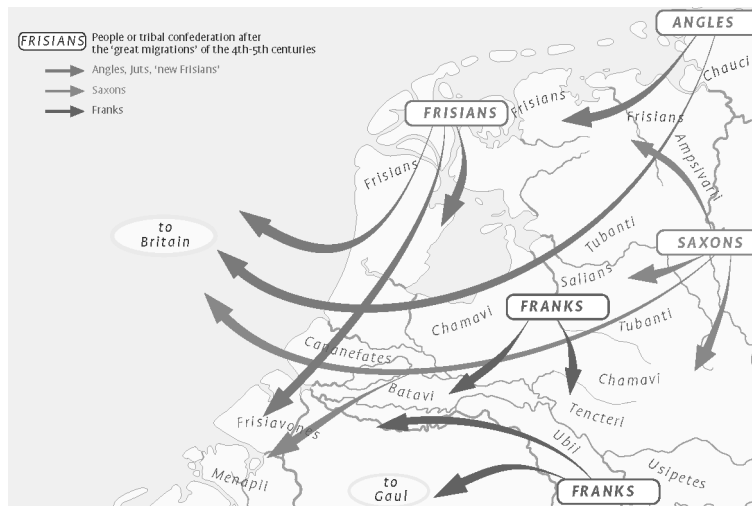 FRISIANS
People or tribal confederation after
the 'great migrations' of the 4th-5th centuries
Angles, Juts, 'new Frisians'
Saxons
Franks
ANGLES
Chauci
FRISIANS
Frisians
Frisians
Frisians
Ampsivarii
to
Britain
Tubanti
SAXONS
Salians
FRANKS
Chamavi
Tubanti
Cananefates
Chamavi
Batavi
Tencteri
Frisiavones
Ubii
Usipetes
Menapii
to
Gaul
FRANKS